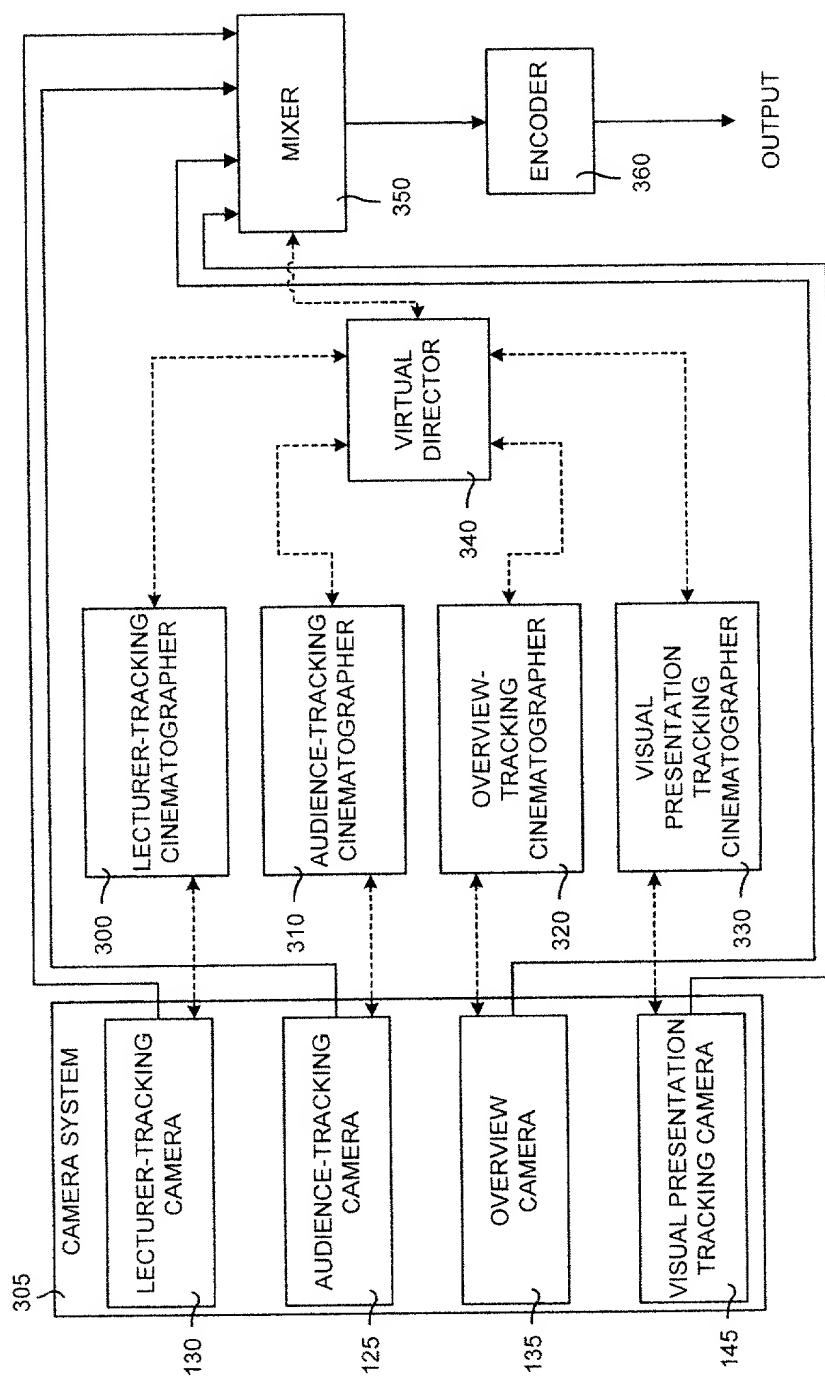 305
CAMERA SYSTEM
LECTURER-TRACKING
CAMERA
130
AUDIENCE-TRACKING
CAMERA
125
OVERVIEW
CAMERA
135
VISUAL PRESENTATION
TRACKING CAMERA
145
LECTURER-TRACKING
CINEMATOGRAPHER
300
AUDIENCE-TRACKING
CINEMATOGRAPHER
310
OVERVIEW-
TRACKING
CINEMATOGRAPHER
320
VISUAL
PRESENTATION
TRACKING
CINEMATOGRAPHER
330
VIRTUAL
DIRECTOR
340
MIXER
350
ENCODER
360
OUTPUT